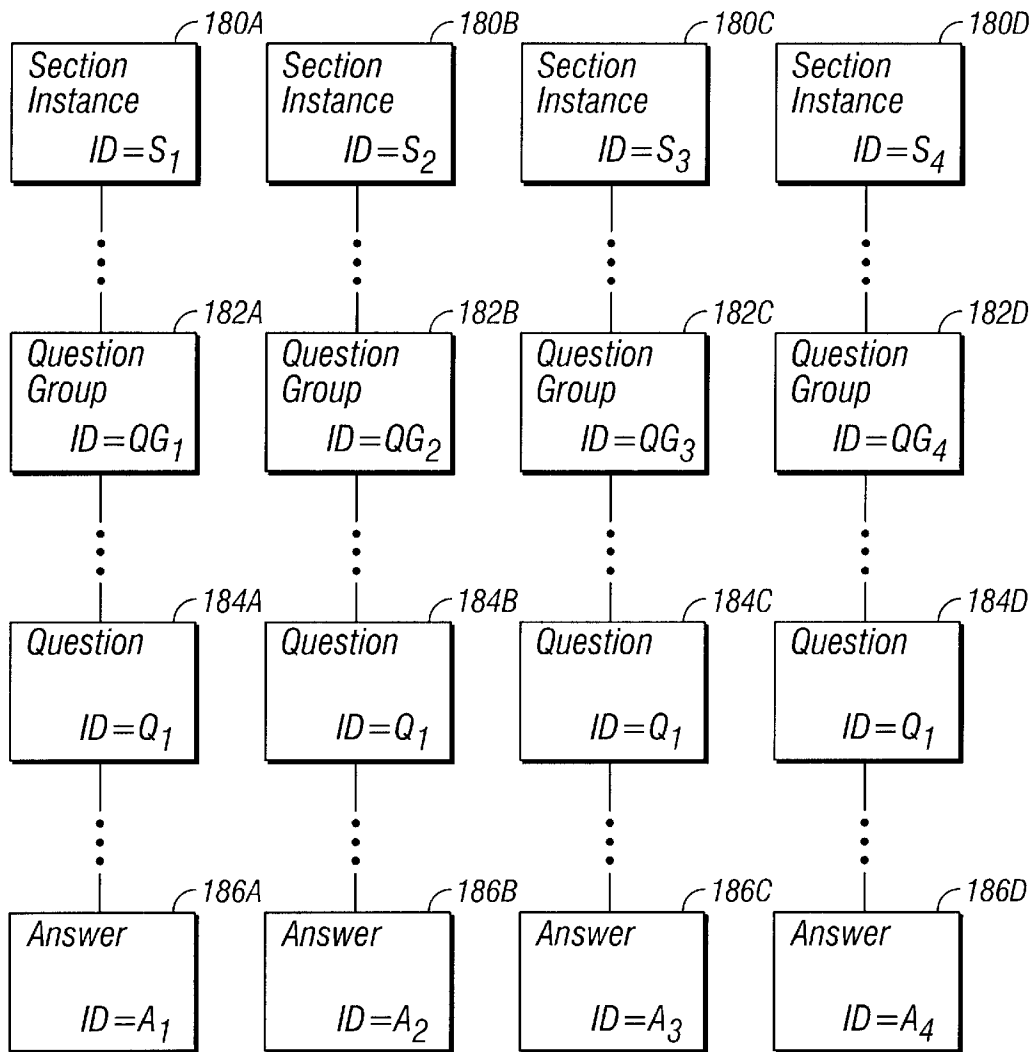 180A 180B 180C 180D
Section Section Section Section
Instance Instance Instance Instance
ID=S1 ID=S2 ID=S3 ID=S4
182A 182B 182C 182D
Question Question Question Question
Group Group Group Group
ID=QG1 ID=QG2 ID=QG3 ID=QG4
184A 184B 184C 184D
Question Question Question Question
ID=Q1 ID=Q1 ID=Q1 ID=Q1
186A 186B 186C 186D
Answer Answer Answer Answer
ID=A1 ID=A2 ID=A3 ID=A4